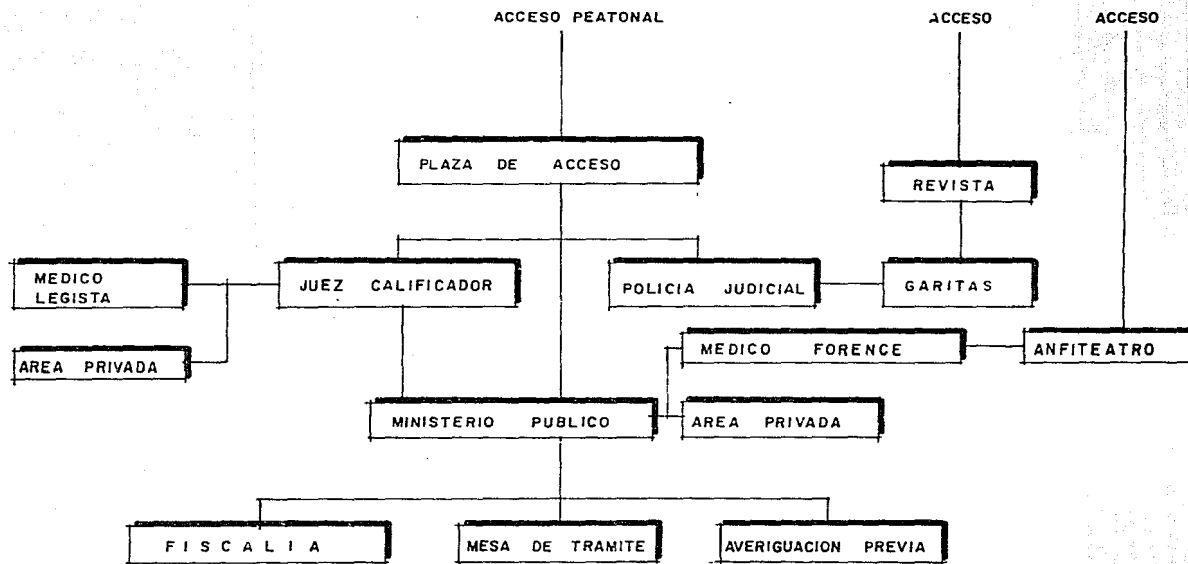 ACCESO PEATONAL
ACCESO
ACCESO
PLAZA DE ACCESO
REVISTA
MEDICO
LEGISTA
JUEZ CALIFICADOR
POLICIA JUDICIAL
GARITAS
AREA PRIVADA
MEDICO FORENCE
ANFITEATRO
MINISTERIO PUBLICO
AREA PRIVADA
FISCALIA
MESA DE TRAMITE
AVERIGUACION PREVIA